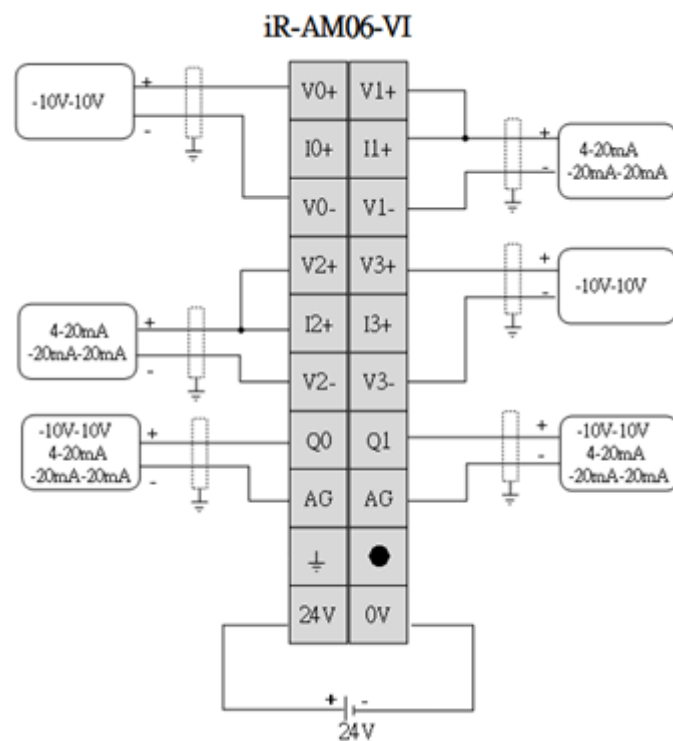 iR-AM06-VI
-10V-10V
+
-
V0+ V1+
I0+ I1+
V0- V1-
+
-
4-20mA
-20mA-20mA
V2+ V3+
I2+ I3+
V2- V3-
+
-
-10V-10V
4-20mA
-20mA-20mA
+
-
Q0 Q1
AG AG
-10V-10V
4-20mA
-20mA-20mA
+
-
+
-
-10V-10V
4-20mA
-20mA-20mA
24V 0V
+ -
24V